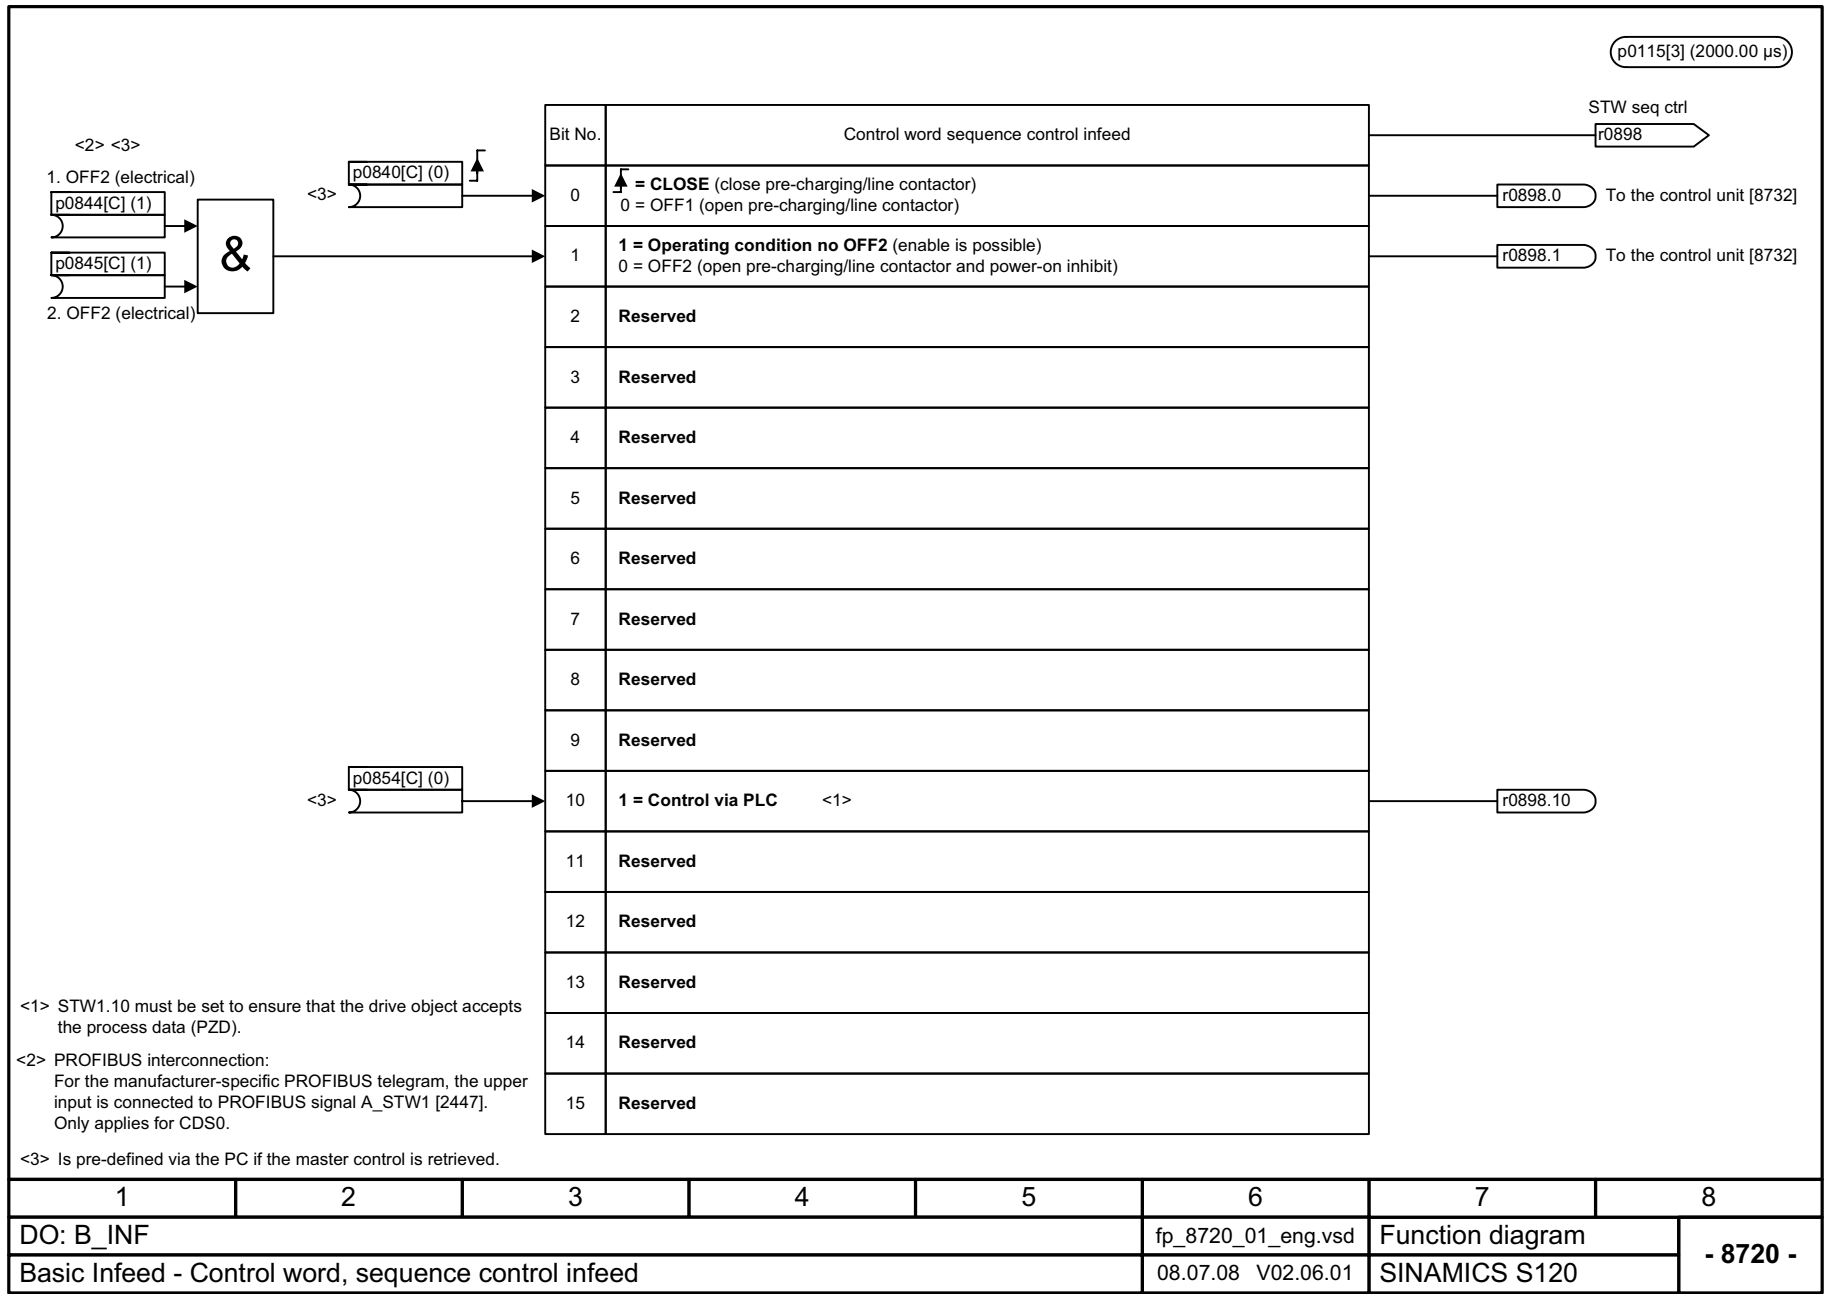 p0115[3] (2000.00 µs)
STW seq ctrl
r0898
Bit No.
Control word sequence control infeed
<2> <3>
1. OFF2 (electrical)
p0844[C] (1)
&
p0845[C] (1)
2. OFF2 (electrical)
<3>
p0840[C] (0)
0
= CLOSE (close pre-charging/line contactor)
0 = OFF1 (open pre-charging/line contactor)
r0898.0
To the control unit [8732]
1
1 = Operating condition no OFF2 (enable is possible)
0 = OFF2 (open pre-charging/line contactor and power-on inhibit)
r0898.1
To the control unit [8732]
2 Reserved
3 Reserved
4 Reserved
5 Reserved
6 Reserved
7 Reserved
8 Reserved
9 Reserved
<3>
p0854[C] (0)
10 1 = Control via PLC <1>
r0898.10
11 Reserved
12 Reserved
13 Reserved
14 Reserved
15 Reserved
<1> STW1.10 must be set to ensure that the drive object accepts
the process data (PZD).
<2> PROFIBUS interconnection:
For the manufacturer-specific PROFIBUS telegram, the upper
input is connected to PROFIBUS signal A_STW1 [2447].
Only applies for CDS0.
<3> Is pre-defined via the PC if the master control is retrieved.
1 2 3 4 5 6 7 8
DO: B_INF
fp_8720_01_eng.vsd
Function diagram
- 8720 -
Basic Infeed - Control word, sequence control infeed
08.07.08 V02.06.01
SINAMICS S120